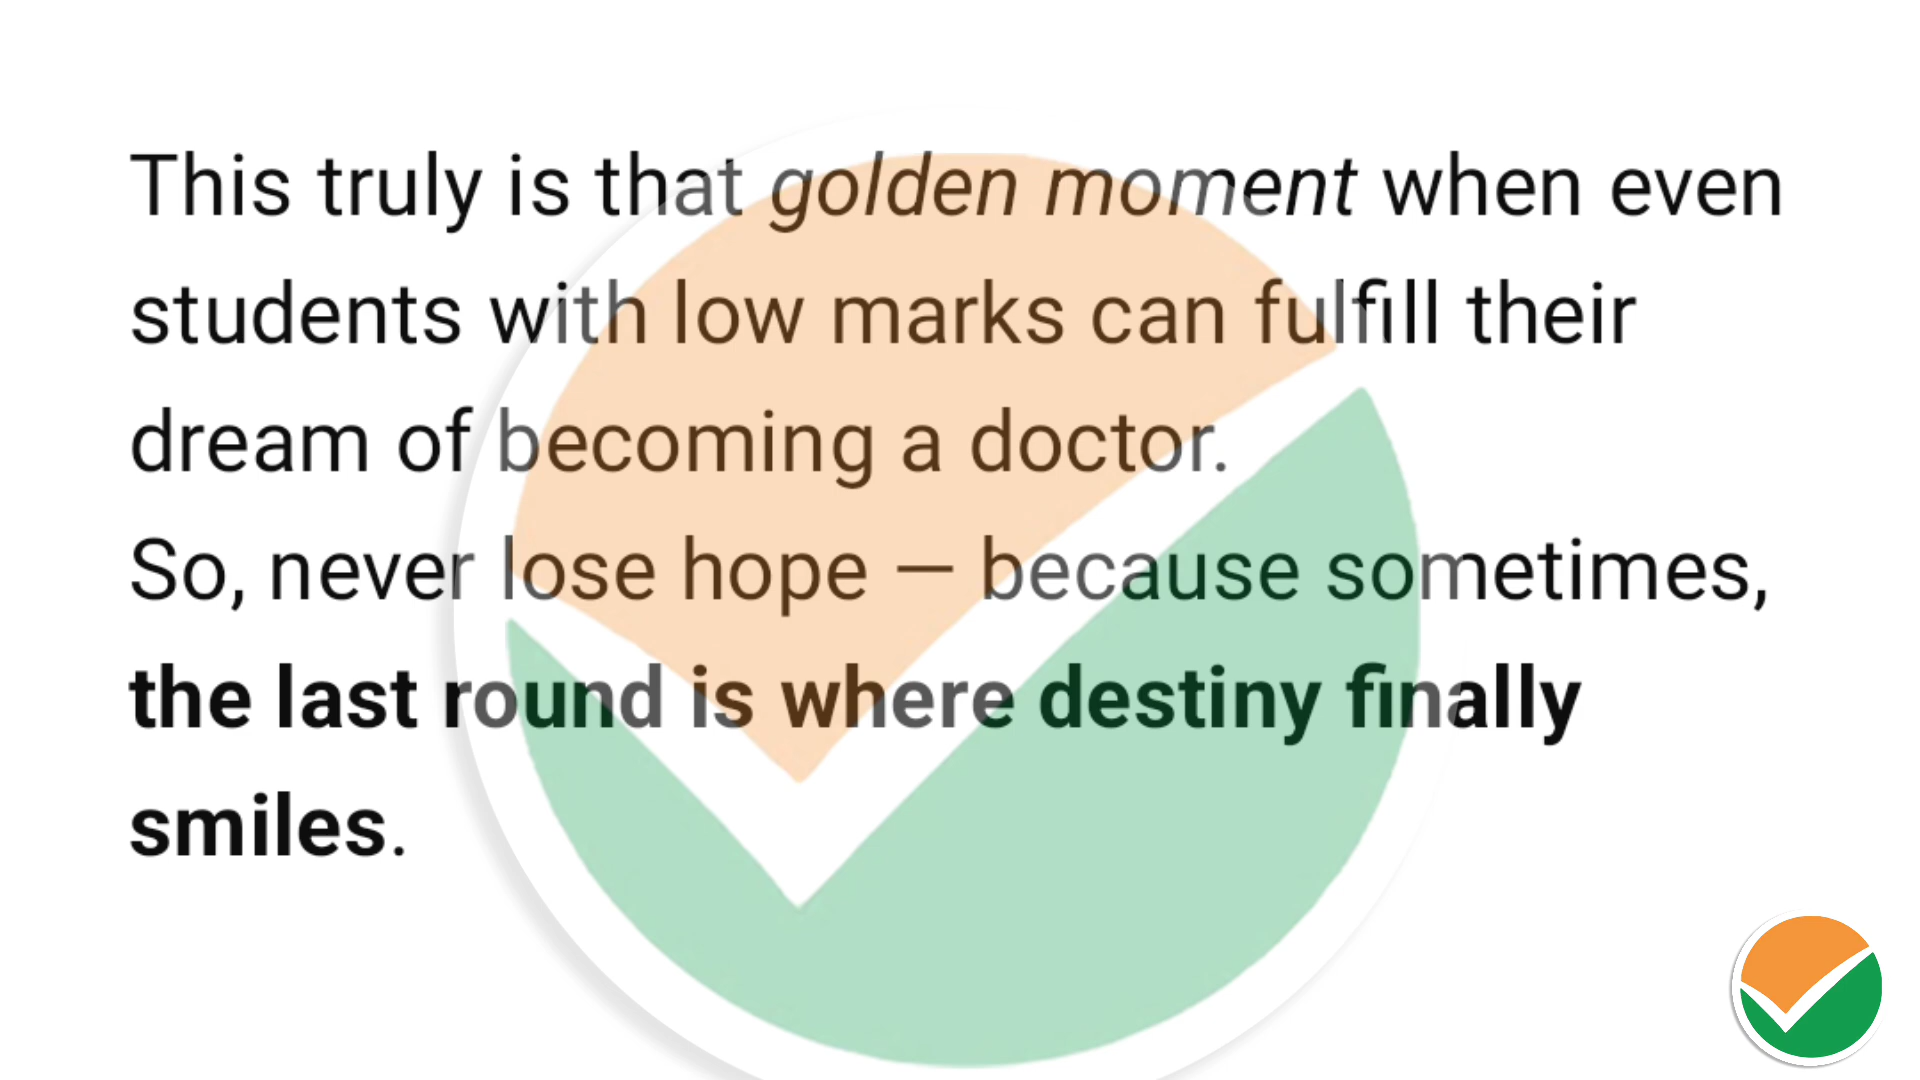 This truly is that golden moment when even
students with low marks can fulfill their
dream of becoming a doctor.
So, never lose hope — because sometimes,
the last round is where destiny finally
smiles.